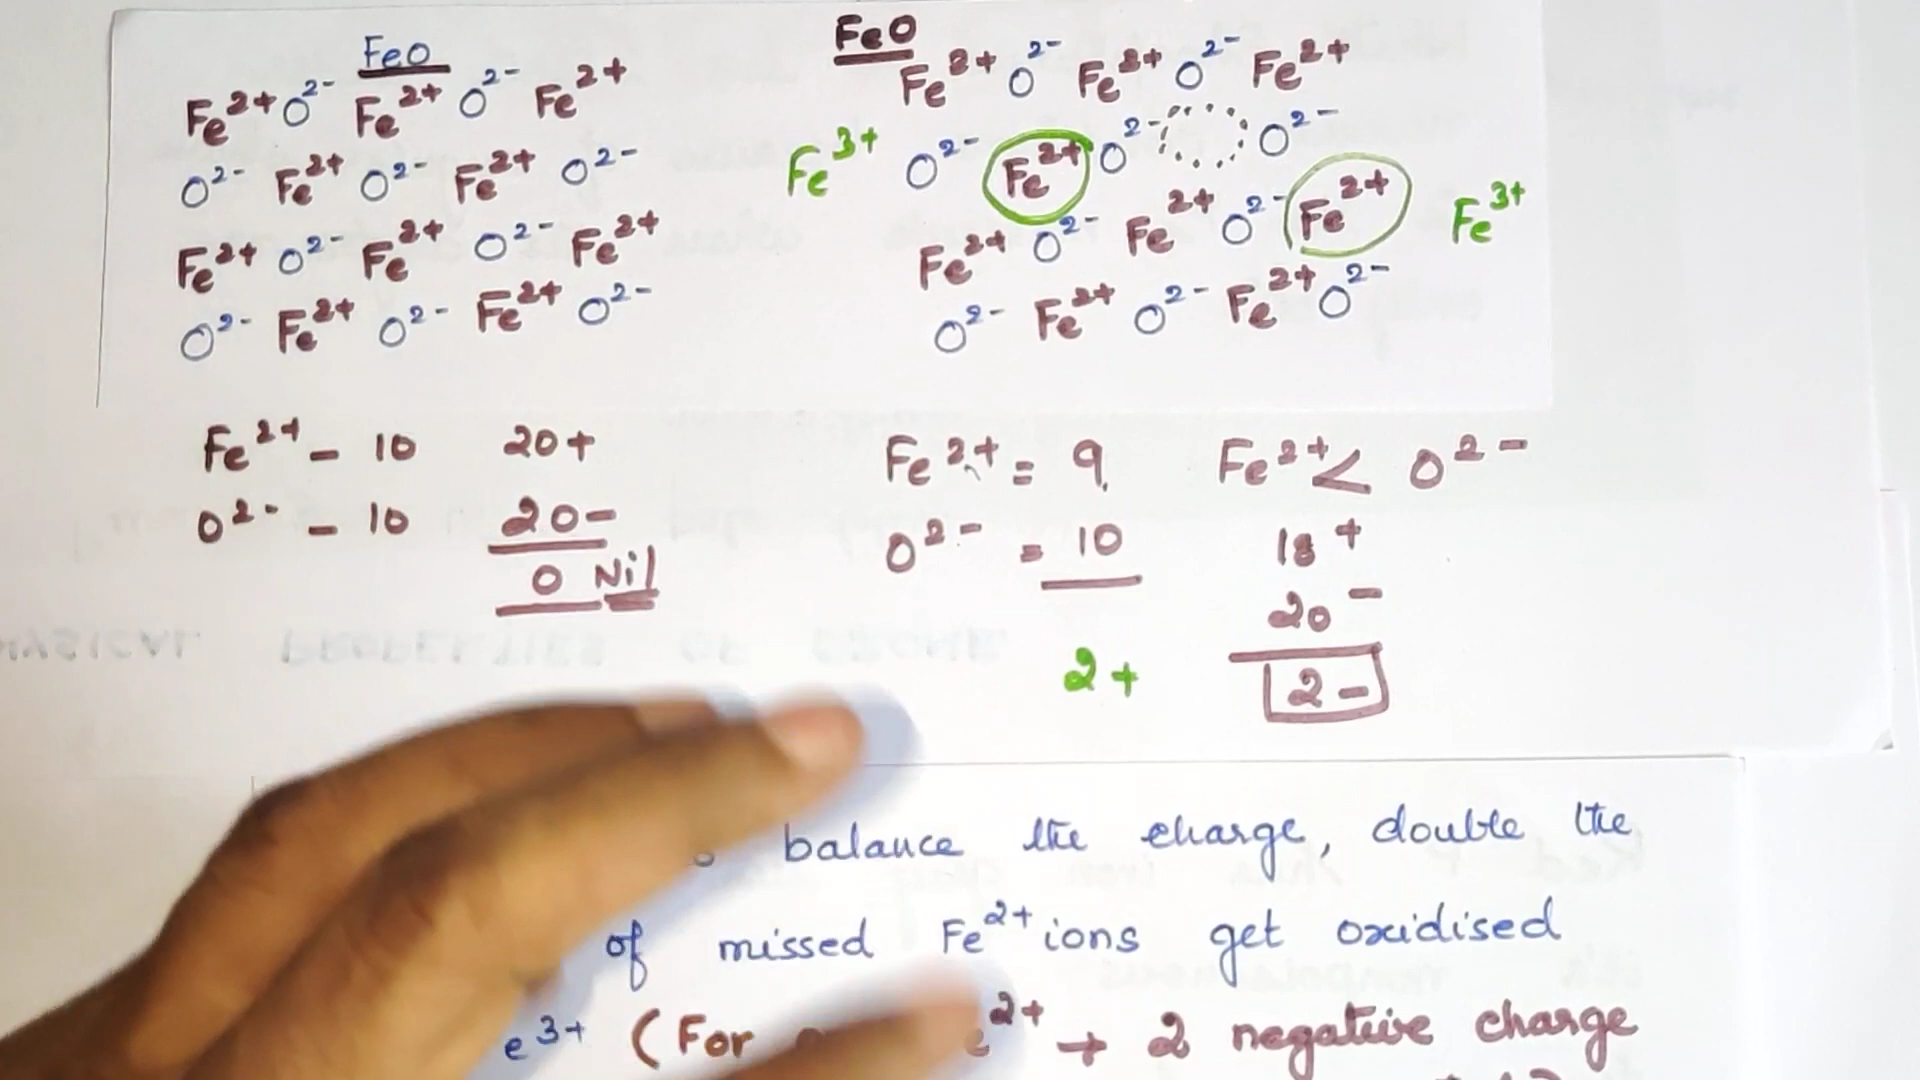 FeO
Fe²⁺ O²⁻ Fe²⁺ O²⁻ Fe²⁺
O²⁻ Fe²⁺ O²⁻ Fe²⁺ O²⁻
Fe²⁺ O²⁻ Fe²⁺ O²⁻ Fe²⁺
O²⁻ Fe²⁺ O²⁻ Fe²⁺ O²⁻
Fe²⁺ - 10 20+
O²⁻ - 10 20-
0 Nil
FeO
Fe²⁺ O²⁻ Fe²⁺ O²⁻ Fe²⁺
Fe³⁺ O²⁻ Fe²⁺ O²⁻ O²⁻
Fe²⁺ O²⁻ Fe²⁺ O²⁻ Fe²⁺ Fe³⁺
O²⁻ Fe²⁺ O²⁻ Fe²⁺ O²⁻
Fe²⁺ = 9 Fe²⁺ < O²⁻
O²⁻ = 10 18⁺
20⁻
2+ 2-
PHYSICAL PROPERTIES OF OZONE
balance the charge, double the
of missed Fe²⁺ ions get oxidised
e³⁺ (For e²⁺ → 2 negative charge